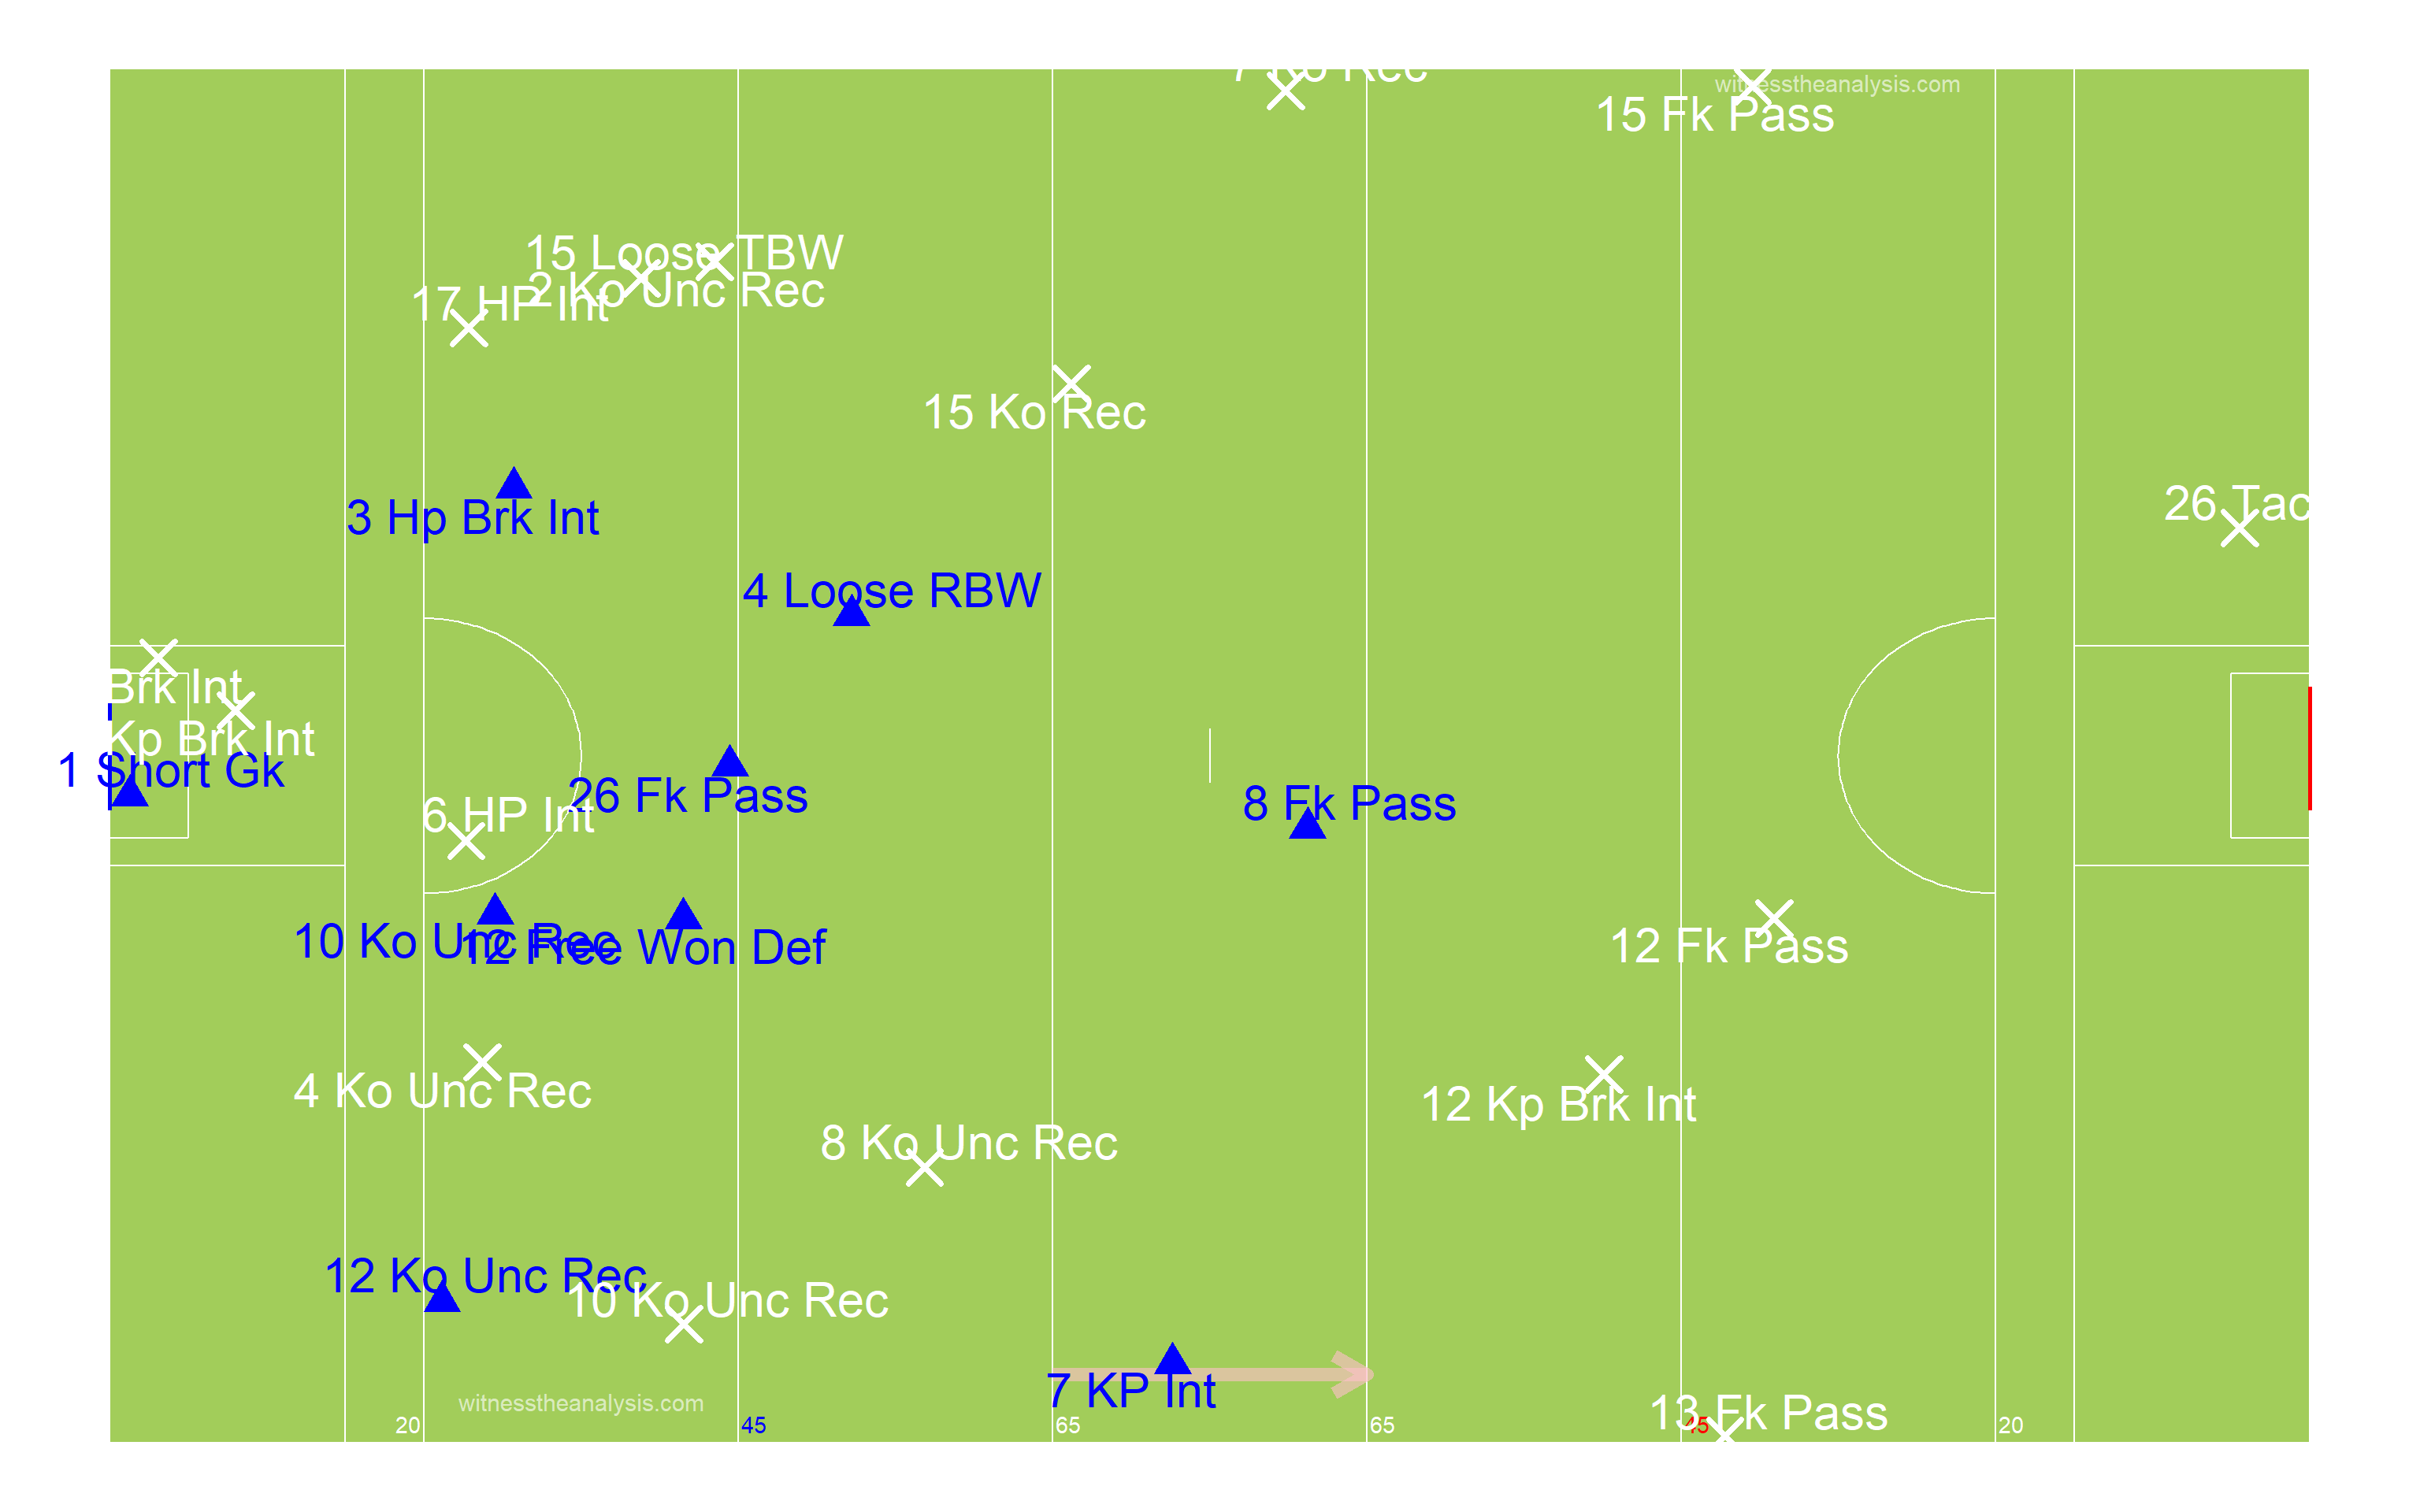 7 Ko Rec
witnesstheanalysis.com
15 Fk Pass
15 Loose TBW
2 Ko Unc Rec
17 HP Int
15 Ko Rec
26 Tac
3 Hp Brk Int
4 Loose RBW
Brk Int
Kp Brk Int
1 Short Gk
26 Fk Pass
8 Fk Pass
6 HP Int
10 Ko Unc Rec
12 Free Won Def
12 Fk Pass
4 Ko Unc Rec
12 Kp Brk Int
8 Ko Unc Rec
12 Ko Unc Rec
10 Ko Unc Rec
7 KP Int
witnesstheanalysis.com
13 Fk Pass
20
45
65
65
45
20